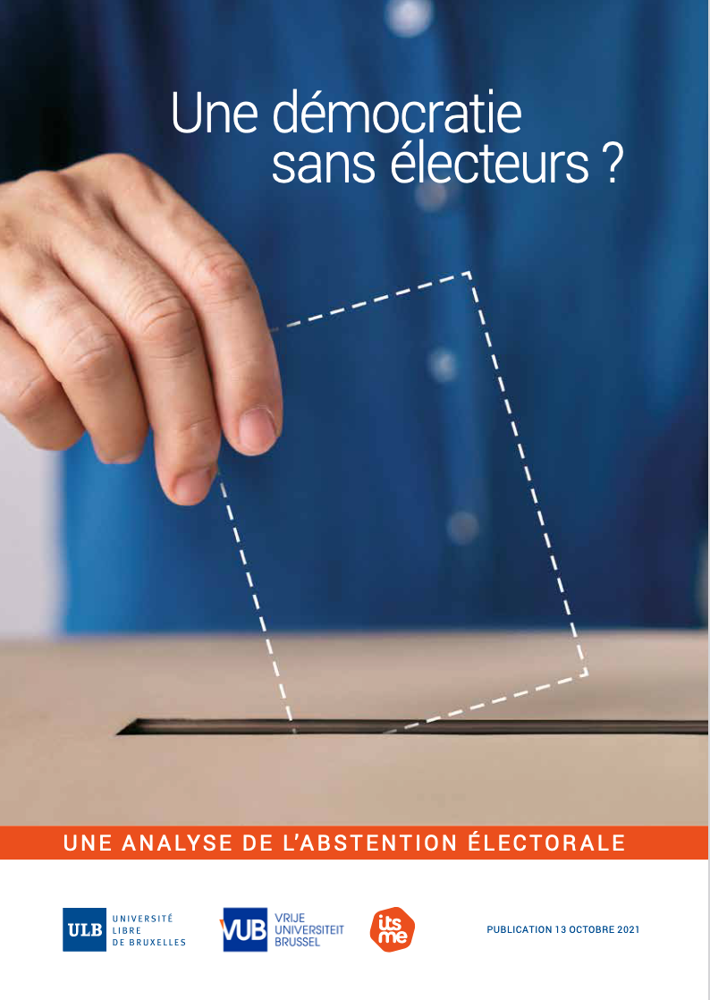 Une démocratie
sans électeurs ?
UNE ANALYSE DE L’ABSTENTION ÉLECTORALE
ULB
UNIVERSITÉ
LIBRE
DE BRUXELLES
VUB
VRIJE
UNIVERSITEIT
BRUSSEL
its
me
PUBLICATION 13 OCTOBRE 2021